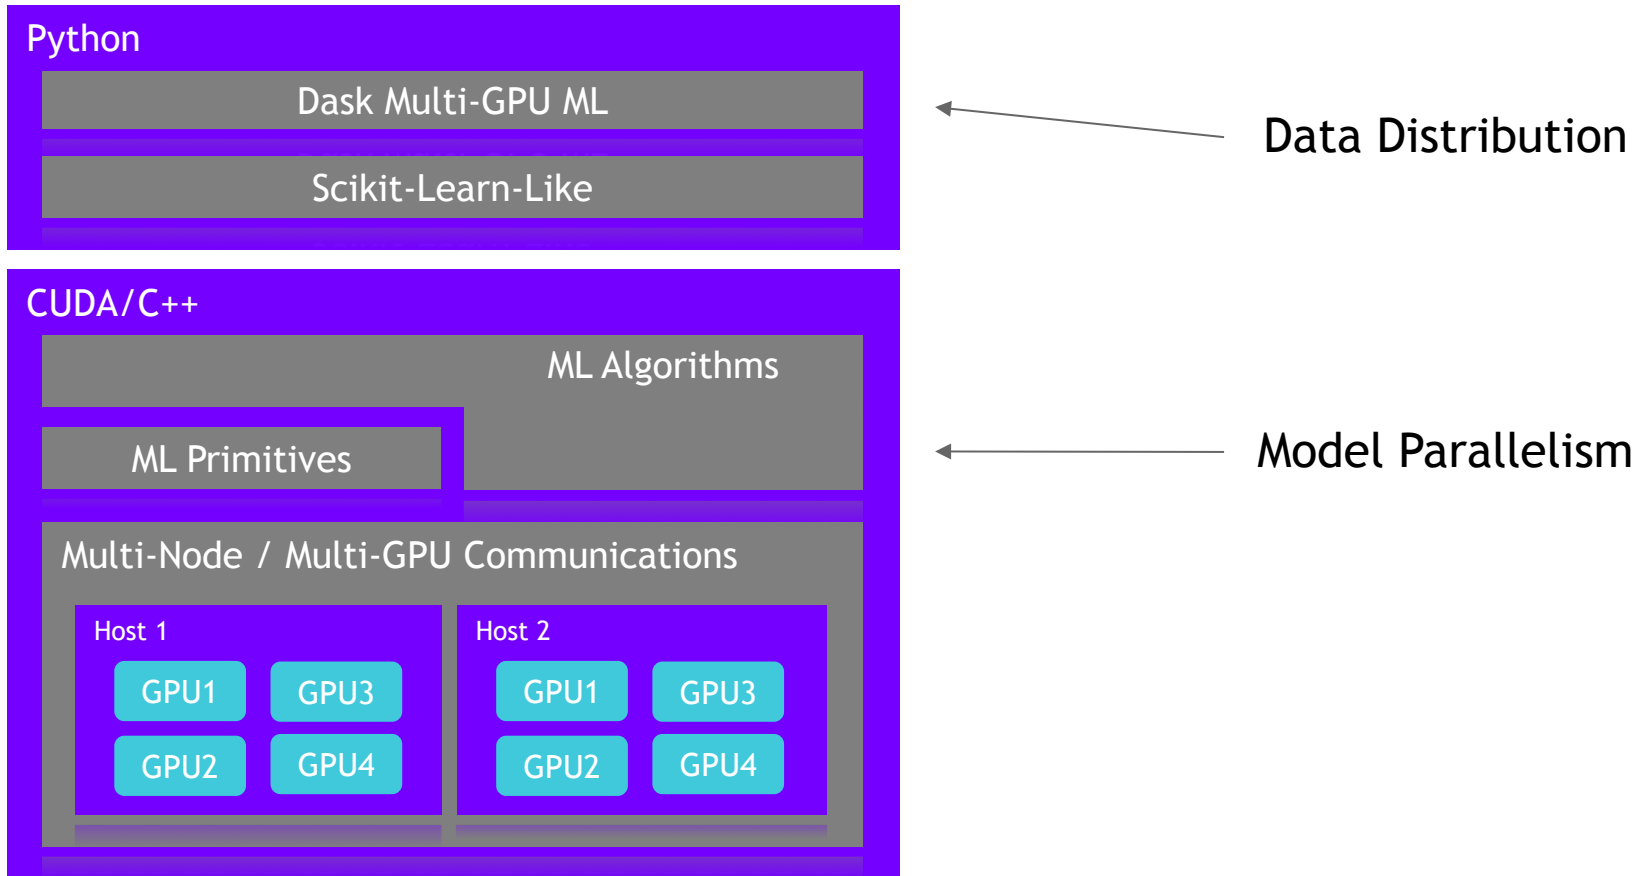 Python
Dask Multi-GPU ML
Scikit-Learn-Like
Data Distribution
CUDA/C++
ML Algorithms
ML Primitives
Model Parallelism
Multi-Node / Multi-GPU Communications
Host 1
GPU1
GPU3
GPU2
GPU4
Host 2
GPU1
GPU3
GPU2
GPU4